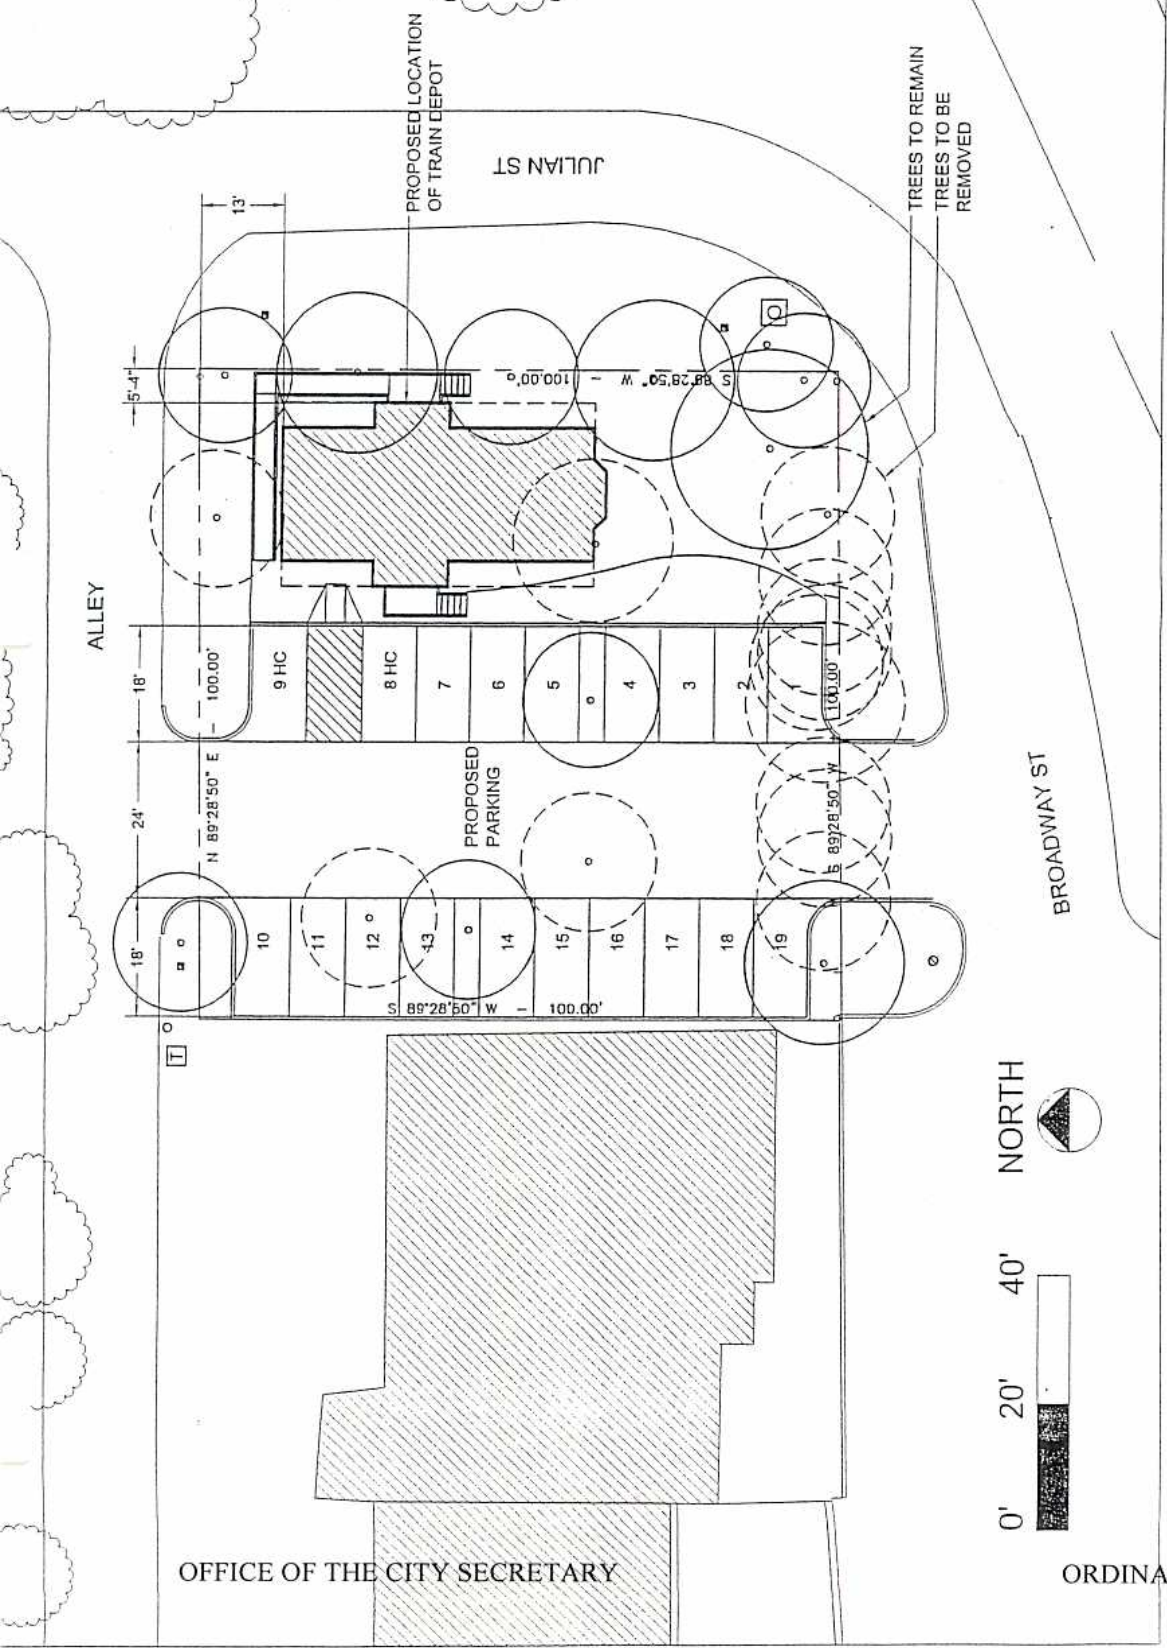 PROPOSED LOCATION
OF TRAIN DEPOT
JULIAN ST
TREES TO REMAIN
TREES TO BE
REMOVED
13'
5'-4"
S 89°28'50" W - 100.00'
ALLEY
18'
N 89°28'50" E - 100.00'
9 HC
8 HC
7
6
5
4
3
2
1
S 89°28'50" W
100.00'
24'
PROPOSED
PARKING
BROADWAY ST
18'
10
11
12
13
14
15
16
17
18
19
S 89°28'50" W - 100.00'
T
NORTH
0'
20'
40'
OFFICE OF THE CITY SECRETARY
ORDINA